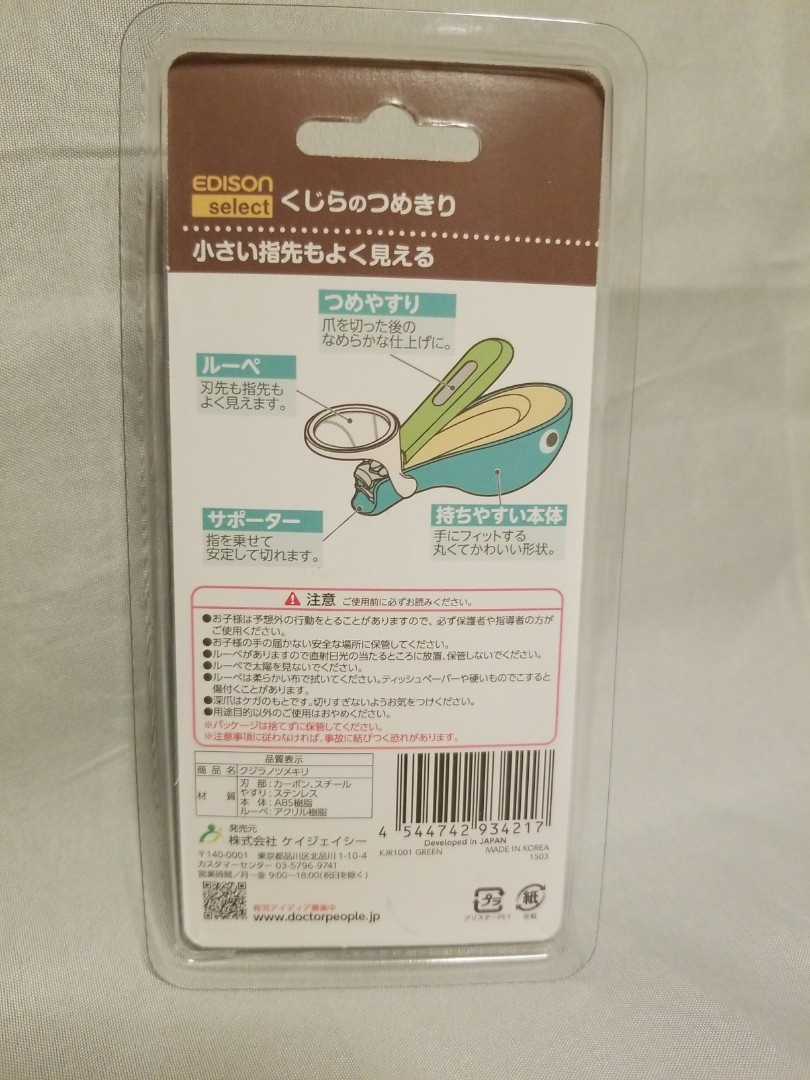 EDISON
select
くじらのつめきり
小さい指先もよく見える
つめやすり
爪を切った後の
なめらかな仕上げに。
ルーペ
刃先も指先も
よく見えます。
サポーター
指を乗せて
安定して切れます。
持ちやすい本体
手にフィットする
丸くてかわいい形状。
注意 ご使用前に必ずお読みください。
●お子様は予想外の行動をとることがありますので、必ず保護者や指導者の方が
ご使用ください。
●お子様の手の届かない安全な場所に保管してください。
●ルーペがありますので直射日光の当たるところに放置、保管しないでください。
●ルーペで太陽を見ないでください。
●ルーペは柔らかい布で拭いてください。ティッシュペーパーや硬いものでこすると
傷付くことがあります。
●深爪はケガのもとです。切りすぎないようお気をつけください。
●用途目的以外のご使用はおやめください。
※パッケージは捨てずに保管してください。
※注意事項に従わなければ、事故に結びつく恐れがあります。
品質表示
商品名 クジラノツメキリ
材質 刃部:カーボン、スチール
やすり:ステンレス
本体:ABS樹脂
ルーペ:アクリル樹脂
発売元
株式会社 ケイジェイシー
〒140-0001 東京都品川区北品川1-10-4
カスタマーセンター 03-5796-9741
営業時間/月~金 9:00~18:00(祝日を除く)
育児アイディア募集中
www.doctorpeople.jp
4 544742 934217
Developed in JAPAN
KJR1001 GREEN MADE IN KOREA
1503
プラ
ブリスター:PET
紙
台紙